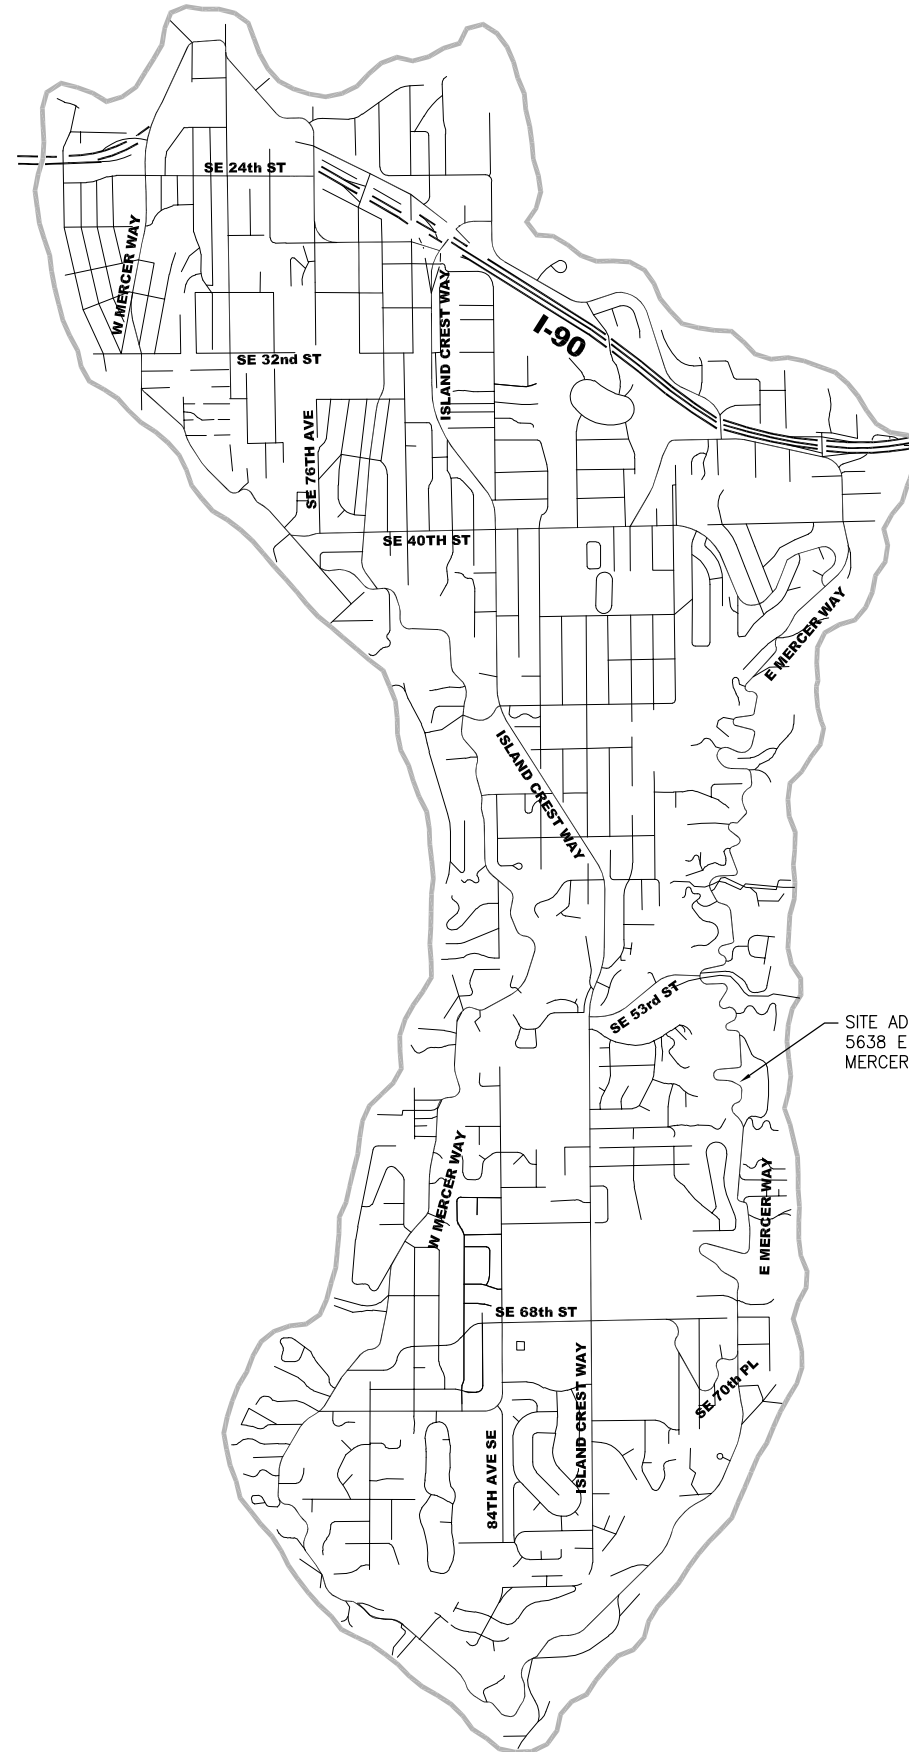 SE 24th ST
W MERCER WAY
ISLAND CREST WAY
I-90
SE 32nd ST
SE 76TH AVE
SE 40TH ST
E MERCER WAY
ISLAND CREST WAY
SE 53rd ST
SITE AD
5638 E
MERCER
W MERCER WAY
E MERCER WAY
SE 68th ST
ISLAND CREST WAY
SE 70th PL
84TH AVE SE